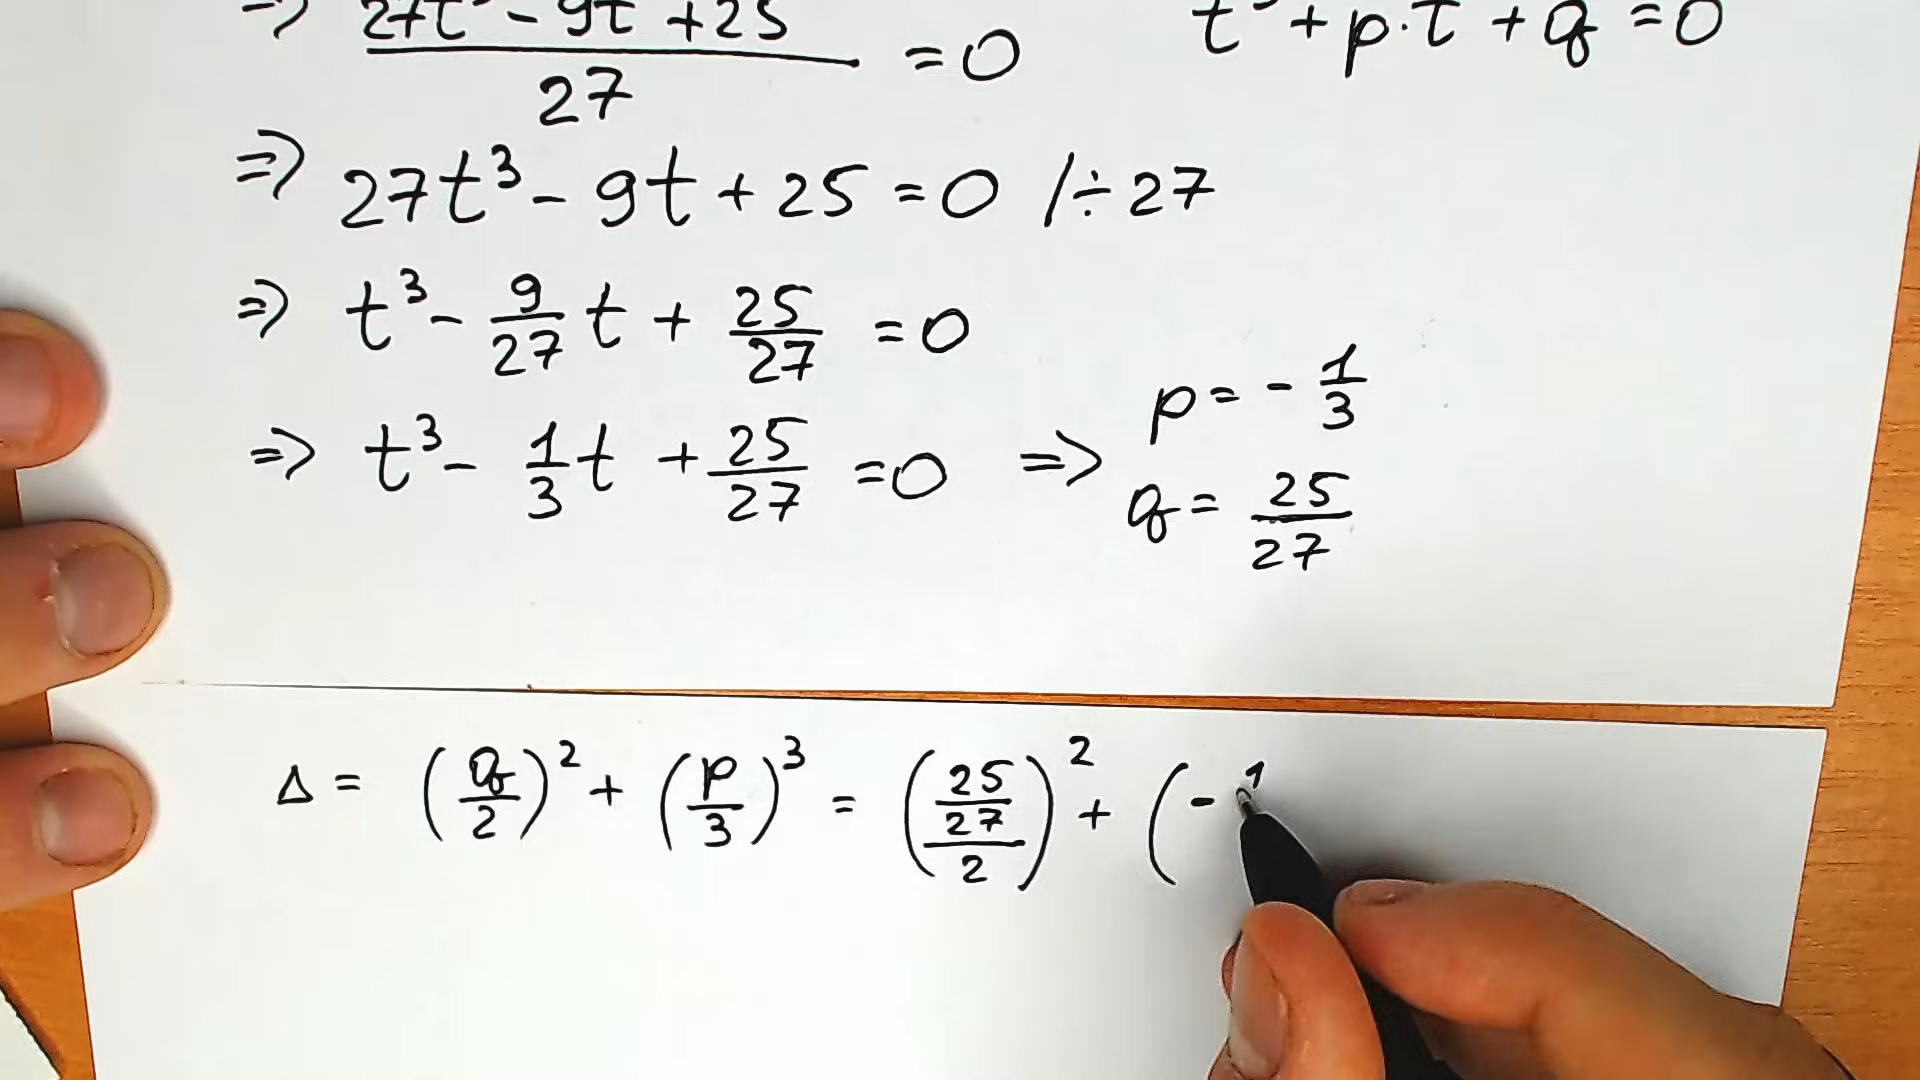 => 27t³ - 9t + 25 / 27 = 0
t³ + p·t + q = 0
=> 27t³ - 9t + 25 = 0 /÷27
=> t³ - 9/27 t + 25/27 = 0
=> t³ - 1/3 t + 25/27 = 0 => p = - 1/3
q = 25/27
Δ = (q/2)² + (p/3)³ = (25/27/2)² + (- 1